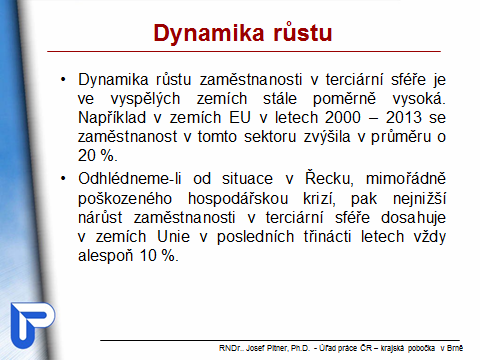 Dynamika růstu
• Dynamika růstu zaměstnanosti v terciární sféře je
ve vyspělých zemích stále poměrně vysoká.
Například v zemích EU v letech 2000 – 2013 se
zaměstnanost v tomto sektoru zvýšila v průměru o
20 %.
• Odhlédneme-li od situace v Řecku, mimořádně
poškozeného hospodářskou krizí, pak nejnižší
nárůst zaměstnanosti v terciární sféře dosahuje
v zemích Unie v posledních třinácti letech vždy
alespoň 10 %.
RNDr.. Josef Pitner, Ph.D. - Úřad práce ČR – krajská pobočka v Brně